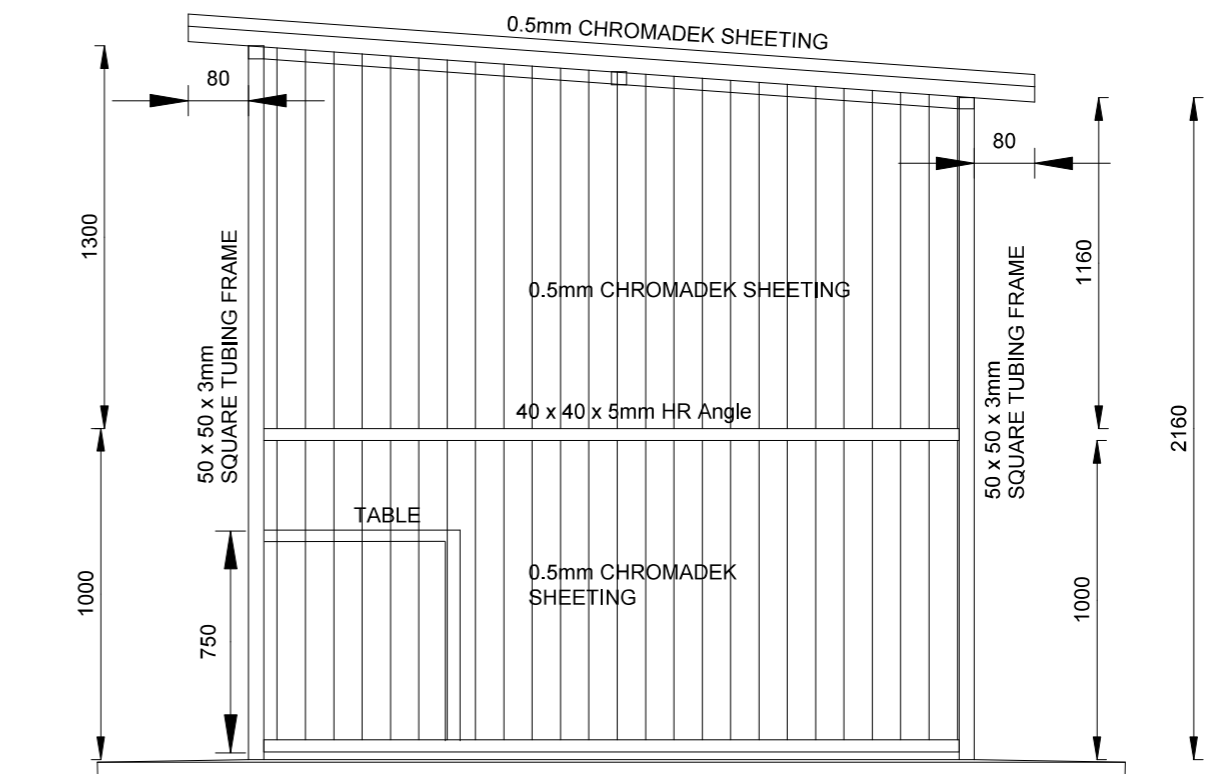 0.5mm CHROMADEK SHEETING
80
80
1300
50 x 50 x 3mm
SQUARE TUBING FRAME
0.5mm CHROMADEK SHEETING
50 x 50 x 3mm
SQUARE TUBING FRAME
1160
2160
40 x 40 x 5mm HR Angle
TABLE
0.5mm CHROMADEK
SHEETING
1000
750
1000